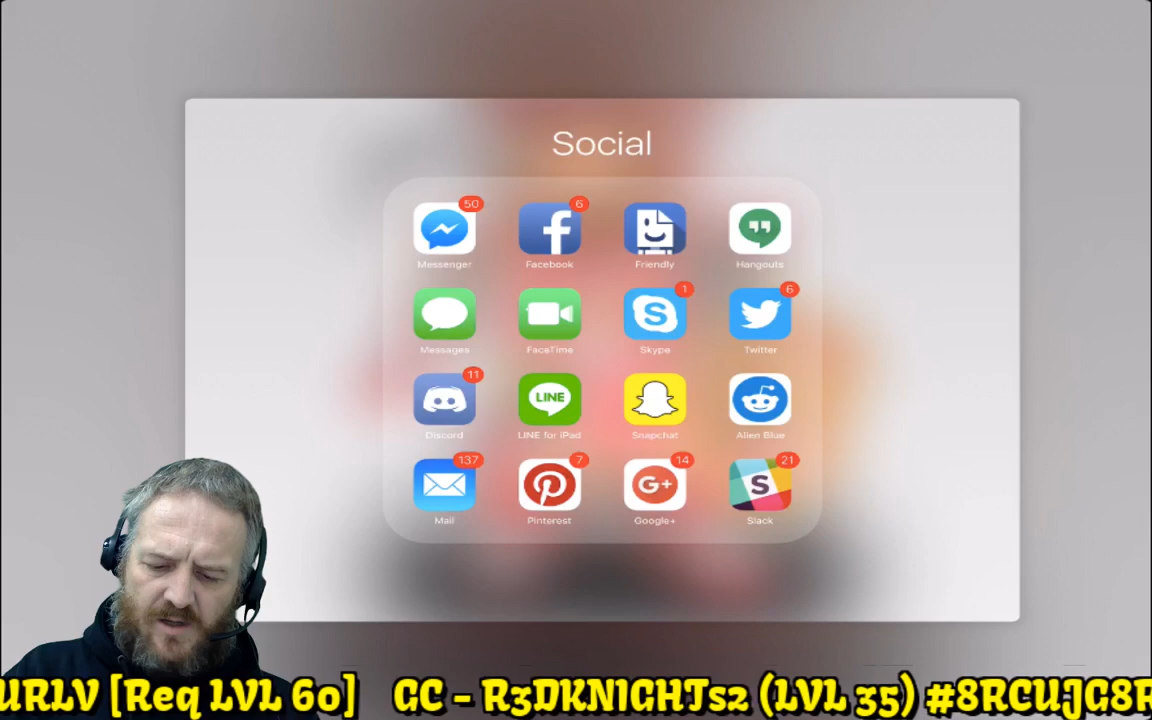 Social
50 6
Messenger Facebook Friendly Hangouts
1 6
Messages FaceTime Skype Twitter
11 LINE
Discord LINE for iPad Snapchat Alien Blue
137 7 14 21
G+ S
Mail Pinterest Google+ Slack
URLV [Req LVL 60] GC - R3DKNIGHTs2 (LVL 35) #8RCUJG8R